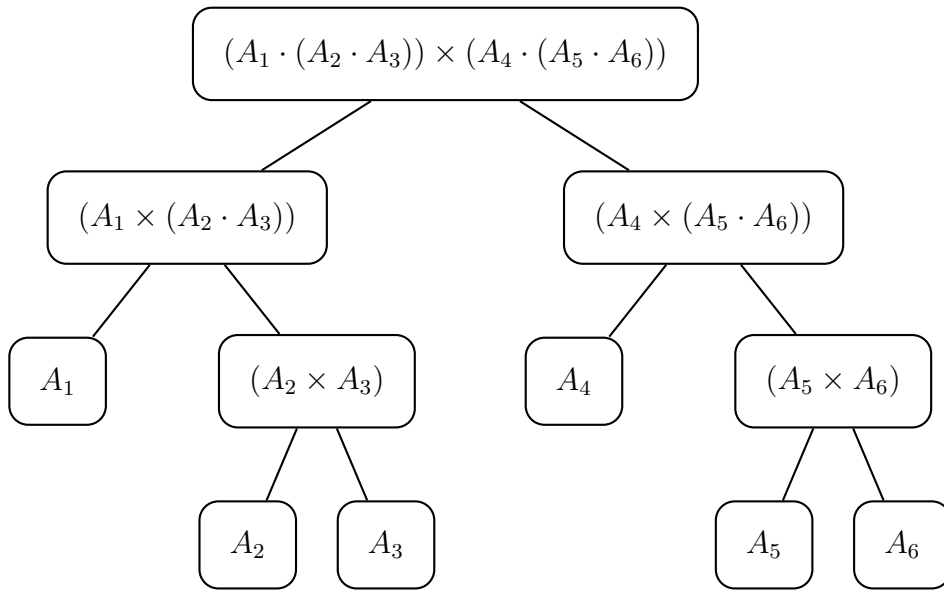 (A₁ · (A₂ · A₃)) × (A₄ · (A₅ · A₆))
(A₁ × (A₂ · A₃))
(A₄ × (A₅ · A₆))
A₁
(A₂ × A₃)
A₄
(A₅ × A₆)
A₂
A₃
A₅
A₆